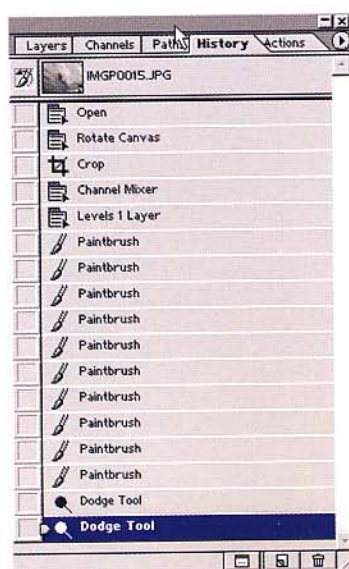 Layers Channels Paths History Actions
IMGP0015.JPG
Open
Rotate Canvas
Crop
Channel Mixer
Levels 1 Layer
Paintbrush
Paintbrush
Paintbrush
Paintbrush
Paintbrush
Paintbrush
Paintbrush
Paintbrush
Paintbrush
Paintbrush
Dodge Tool
Dodge Tool